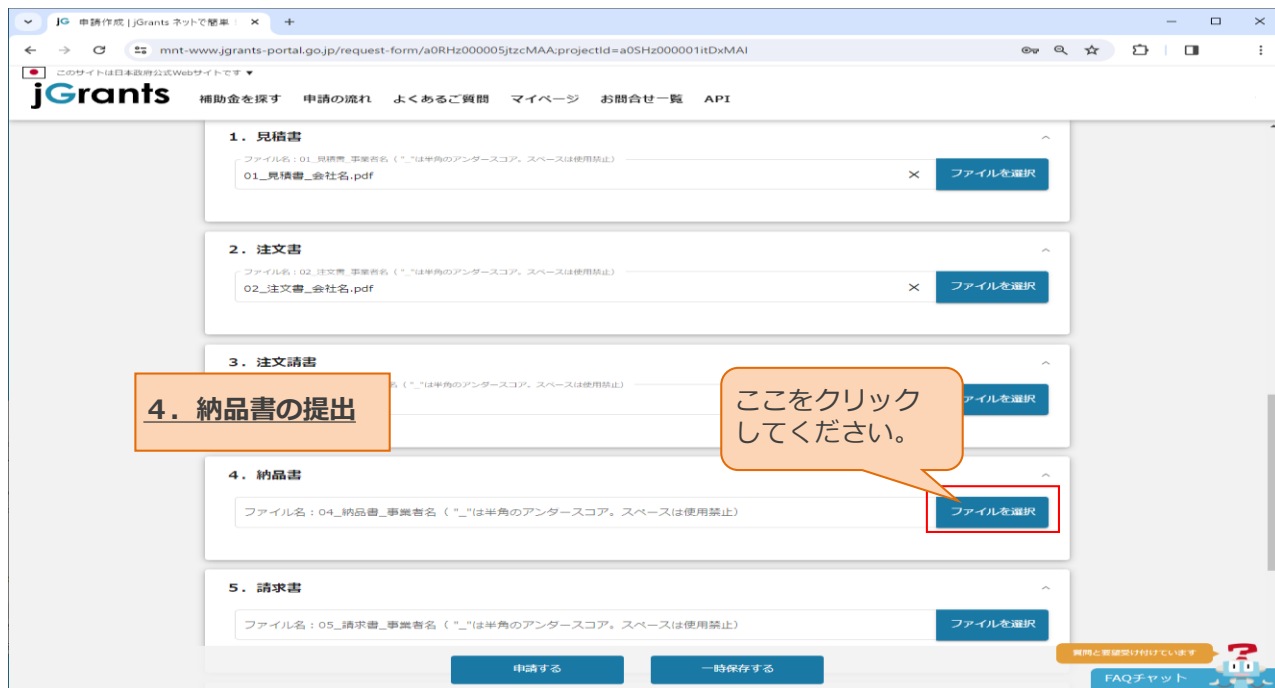 JG 申請作成 | jGrants ネットで簡単
mnt-www.jgrants-portal.go.jp/request-form/a0RHz000005jtzcMAA;projectId=a0SHz000001itDxMAI
このサイトは日本政府公式Webサイトです ▼
jGrants 補助金を探す 申請の流れ よくあるご質問 マイページ お問合せ一覧 API
1. 見積書
ファイル名：01_見積書_事業者名（ "_"は半角のアンダースコア。スペースは使用禁止）
01_見積書_会社名.pdf
ファイルを選択
2. 注文書
ファイル名：02_注文書_事業者名（ "_"は半角のアンダースコア。スペースは使用禁止）
02_注文書_会社名.pdf
ファイルを選択
3. 注文請書
名（ "_"は半角のアンダースコア。スペースは使用禁止）
ァイルを選択
４．納品書の提出
ここをクリック
してください。
4. 納品書
ファイル名：04_納品書_事業者名（ "_"は半角のアンダースコア。スペースは使用禁止）
ファイルを選択
5. 請求書
ファイル名：05_請求書_事業者名（ "_"は半角のアンダースコア。スペースは使用禁止）
ファイルを選択
申請する
一時保存する
質問と要望受け付けています
FAQチャット